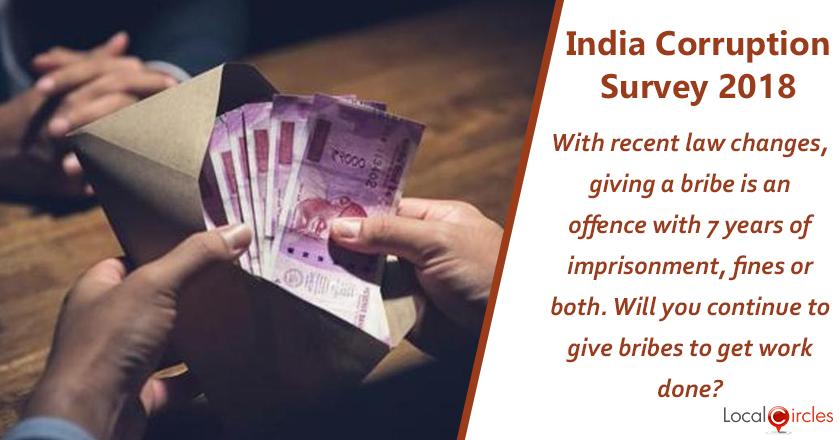 India Corruption
Survey 2018
With recent law changes,
giving a bribe is an
offence with 7 years of
imprisonment, fines or
both. Will you continue to
give bribes to get work
done?
LocalCircles
₹2000